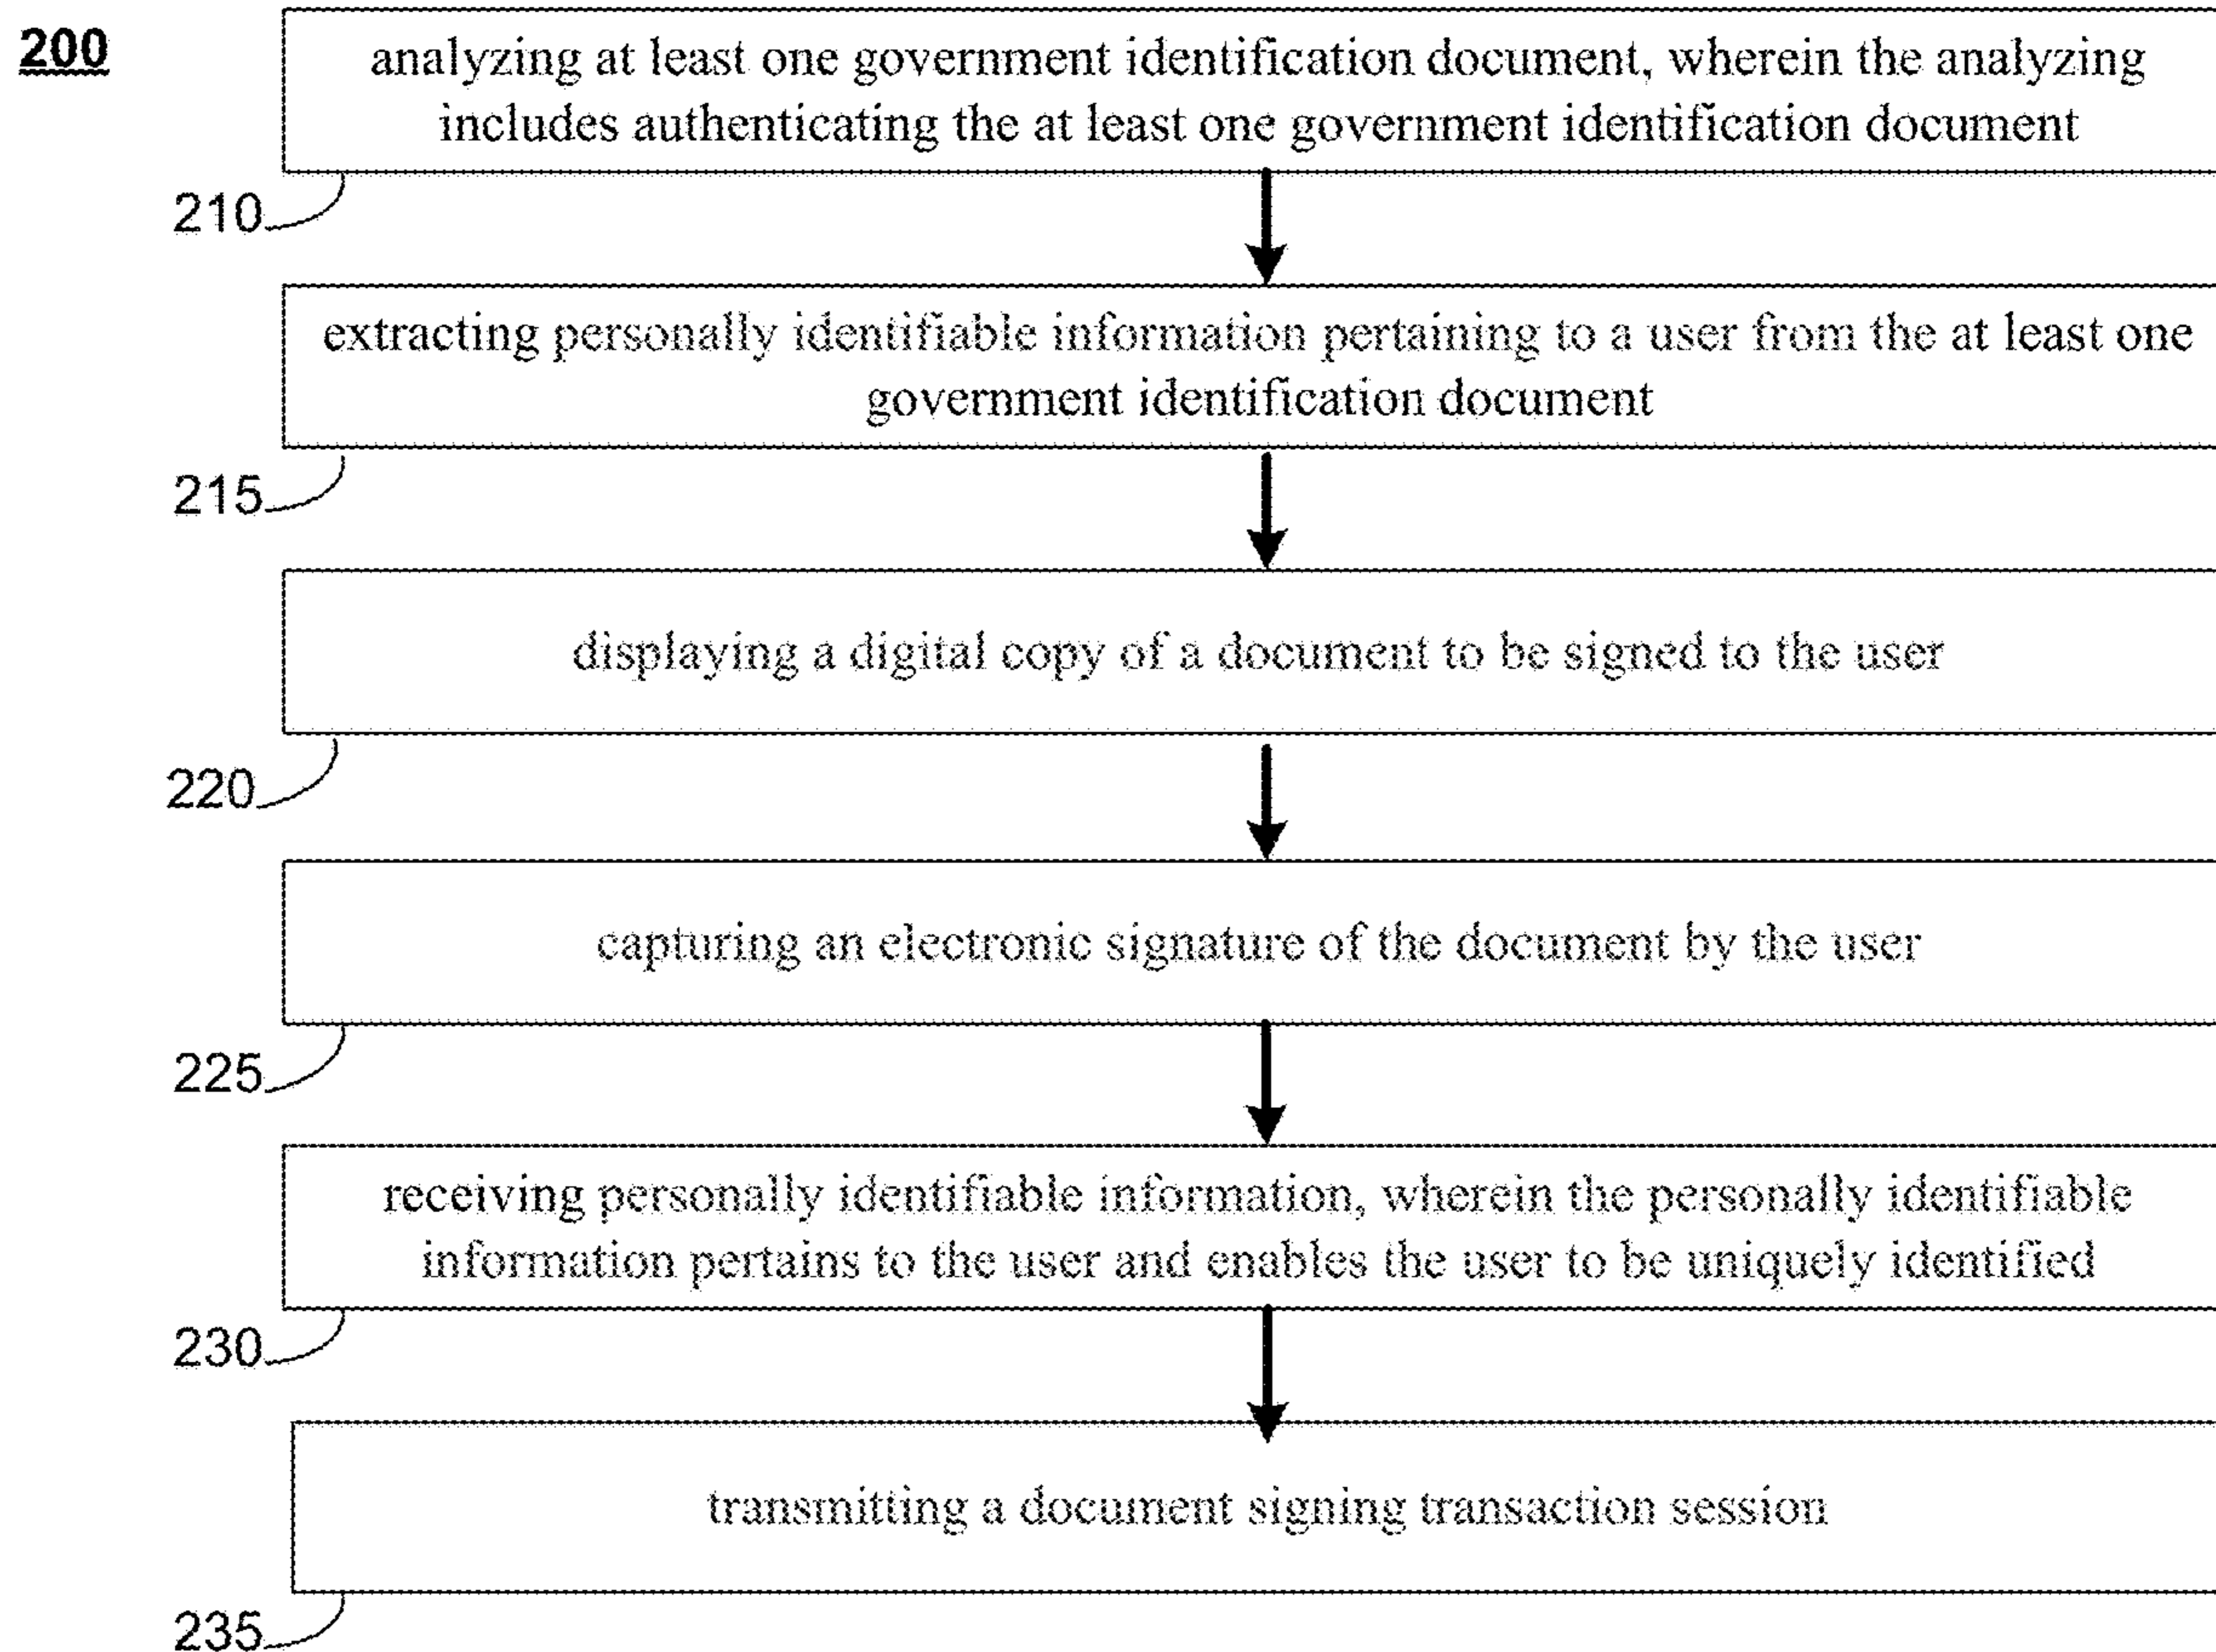 200
analyzing at least one government identification document, wherein the analyzing
includes authenticating the at least one government identification document
210
extracting personally identifiable information pertaining to a user from the at least one
government identification document
215
displaying a digital copy of a document to be signed to the user
220
capturing an electronic signature of the document by the user
225
receiving personally identifiable information, wherein the personally identifiable
information pertains to the user and enables the user to be uniquely identified
230
transmitting a document signing transaction session
235